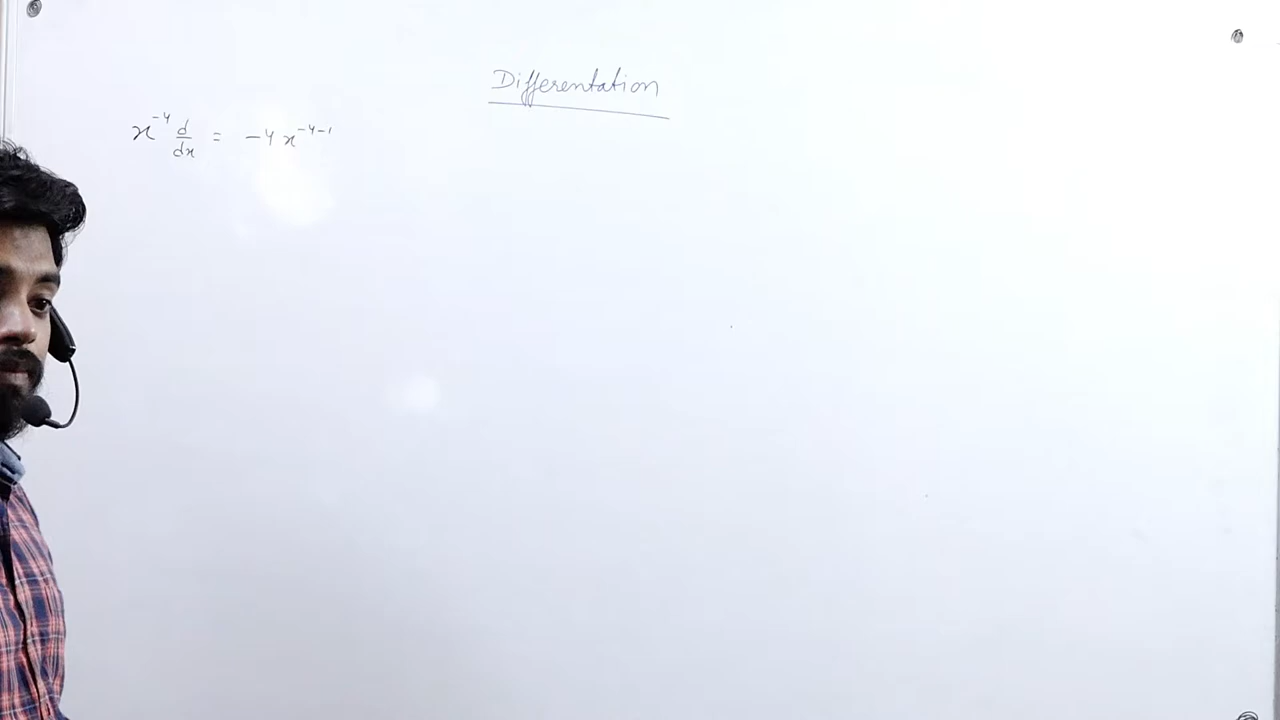 Differentation
x⁻⁴ d/dx = -4 x⁻⁴⁻¹